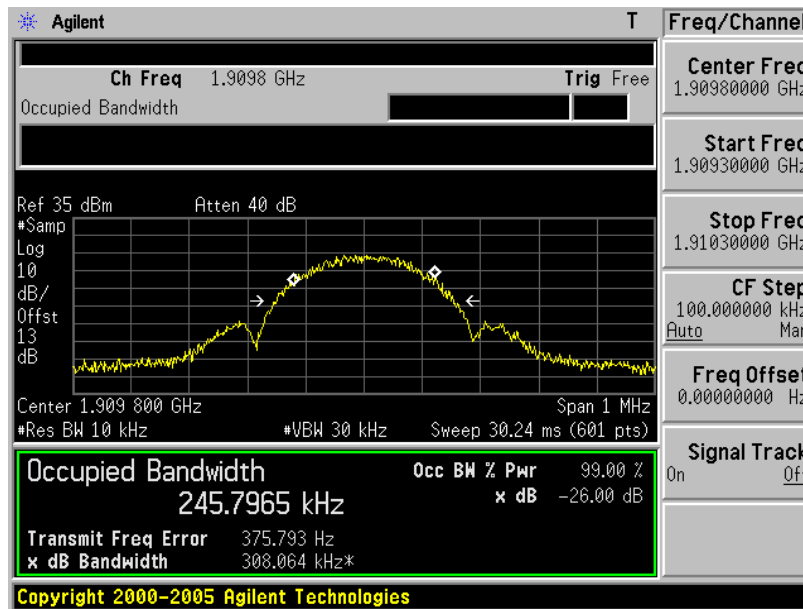 Agilent T Freq/Channel
Ch Freq 1.9098 GHz Trig Free
Occupied Bandwidth
Center Freq
1.90980000 GHz
Start Freq
1.90930000 GHz
Stop Freq
1.91030000 GHz
CF Step
100.000000 kHz
Auto Man
Freq Offset
0.00000000 Hz
Signal Track
On Off
Ref 35 dBm Atten 40 dB
#Samp
Log
10
dB/
Offst
13
dB
Center 1.909 800 GHz Span 1 MHz
#Res BW 10 kHz #VBW 30 kHz Sweep 30.24 ms (601 pts)
Occupied Bandwidth Occ BW % Pwr 99.00 %
245.7965 kHz x dB -26.00 dB
Transmit Freq Error 375.793 Hz
x dB Bandwidth 308.064 kHz*
Copyright 2000-2005 Agilent Technologies